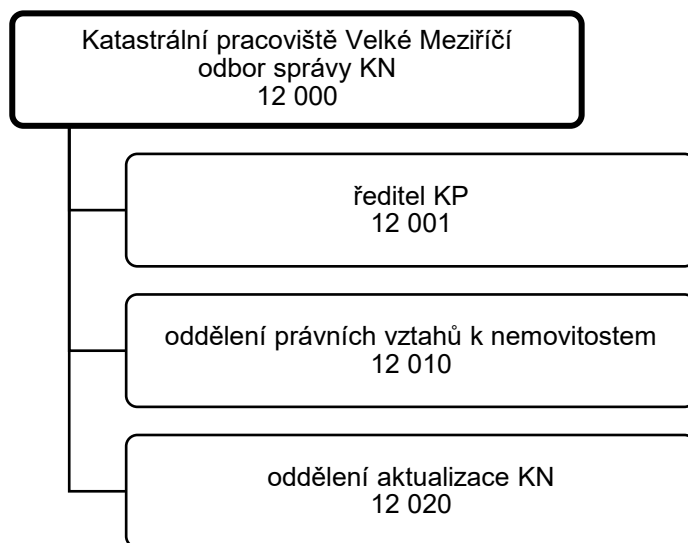 Katastrální pracoviště Velké Meziříčí
odbor správy KN
12 000
ředitel KP
12 001
oddělení právních vztahů k nemovitostem
12 010
oddělení aktualizace KN
12 020